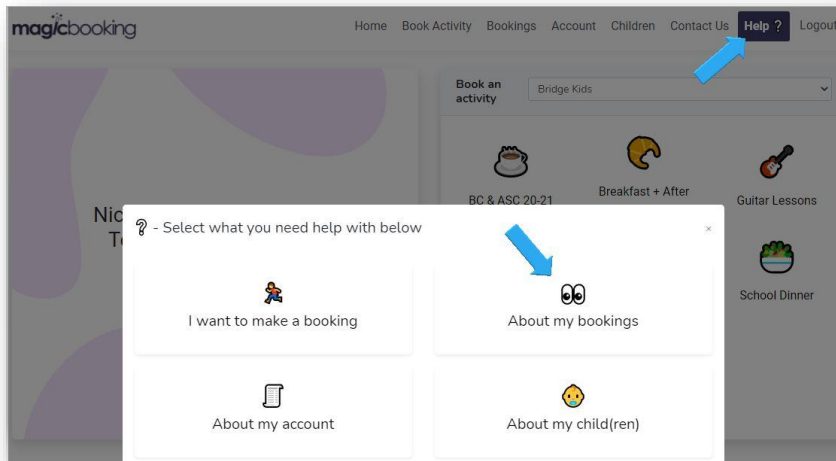 magicbooking
Home Book Activity Bookings Account Children Contact Us Help ? Logout
Book an activity
Bridge Kids
BC & ASC 20-21
Breakfast + After
Guitar Lessons
School Dinner
Nic
? - Select what you need help with below
×
I want to make a booking
About my bookings
About my account
About my child(ren)